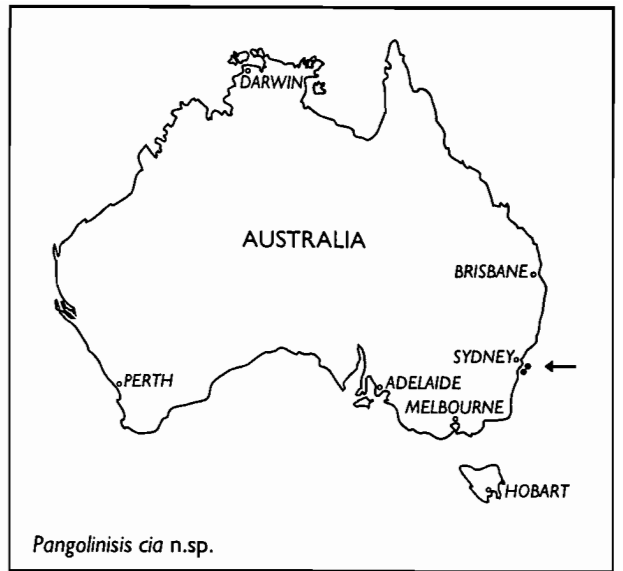 DARWIN
AUSTRALIA
BRISBANE
SYDNEY
PERTH
ADELAIDE
MELBOURNE
HOBART
Pangolinisis cia n.sp.